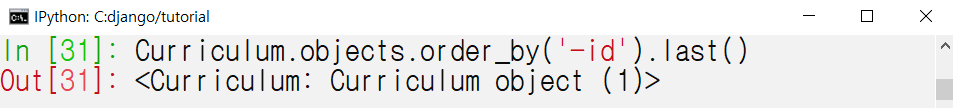 IPython: C:django/tutorial
In [31]: Curriculum.objects.order_by('-id').last()
Out[31]: <Curriculum: Curriculum object (1)>